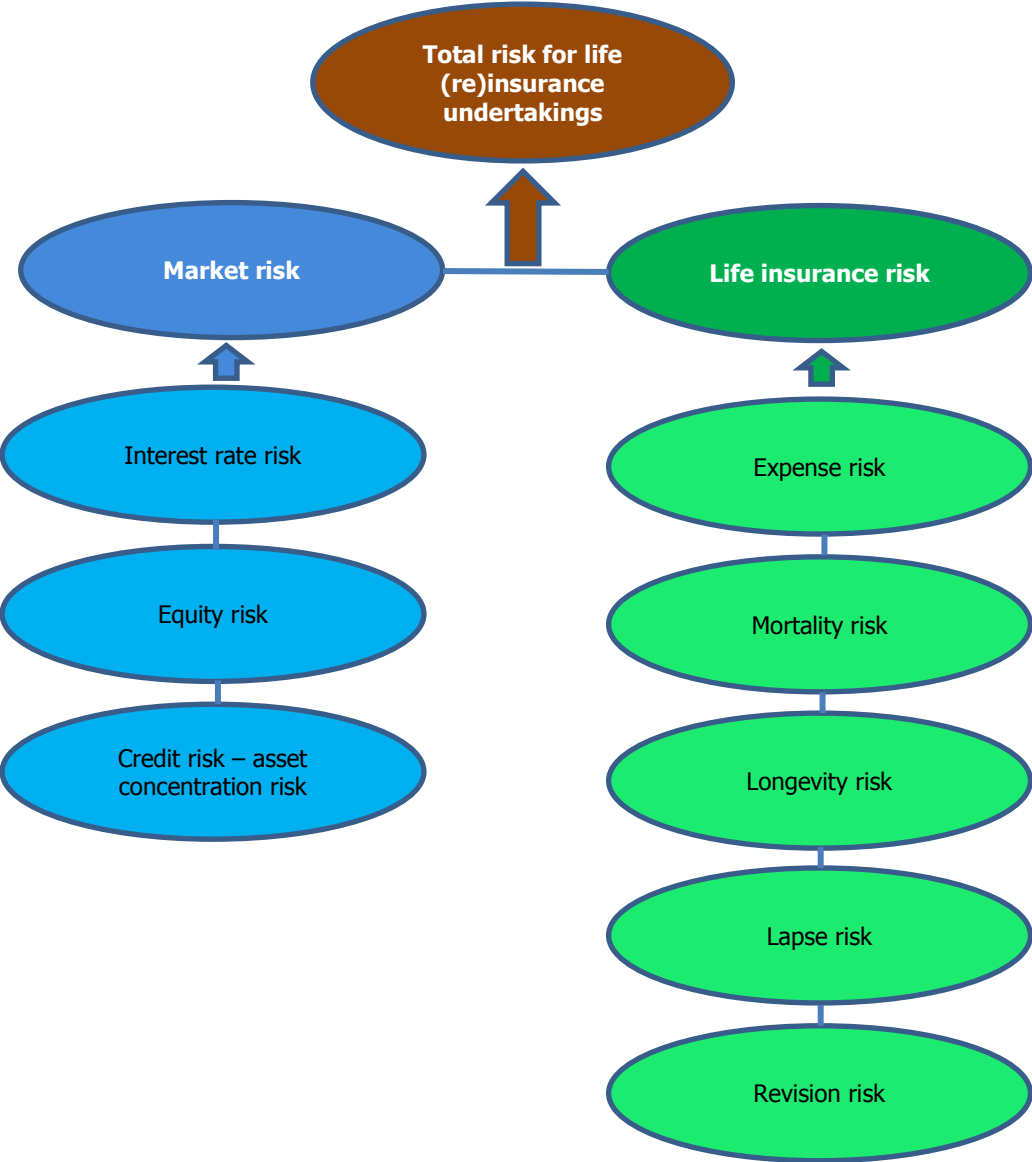 Total risk for life
(re)insurance
undertakings
Market risk
Life insurance risk
Interest rate risk
Expense risk
Equity risk
Mortality risk
Credit risk – asset
concentration risk
Longevity risk
Lapse risk
Revision risk